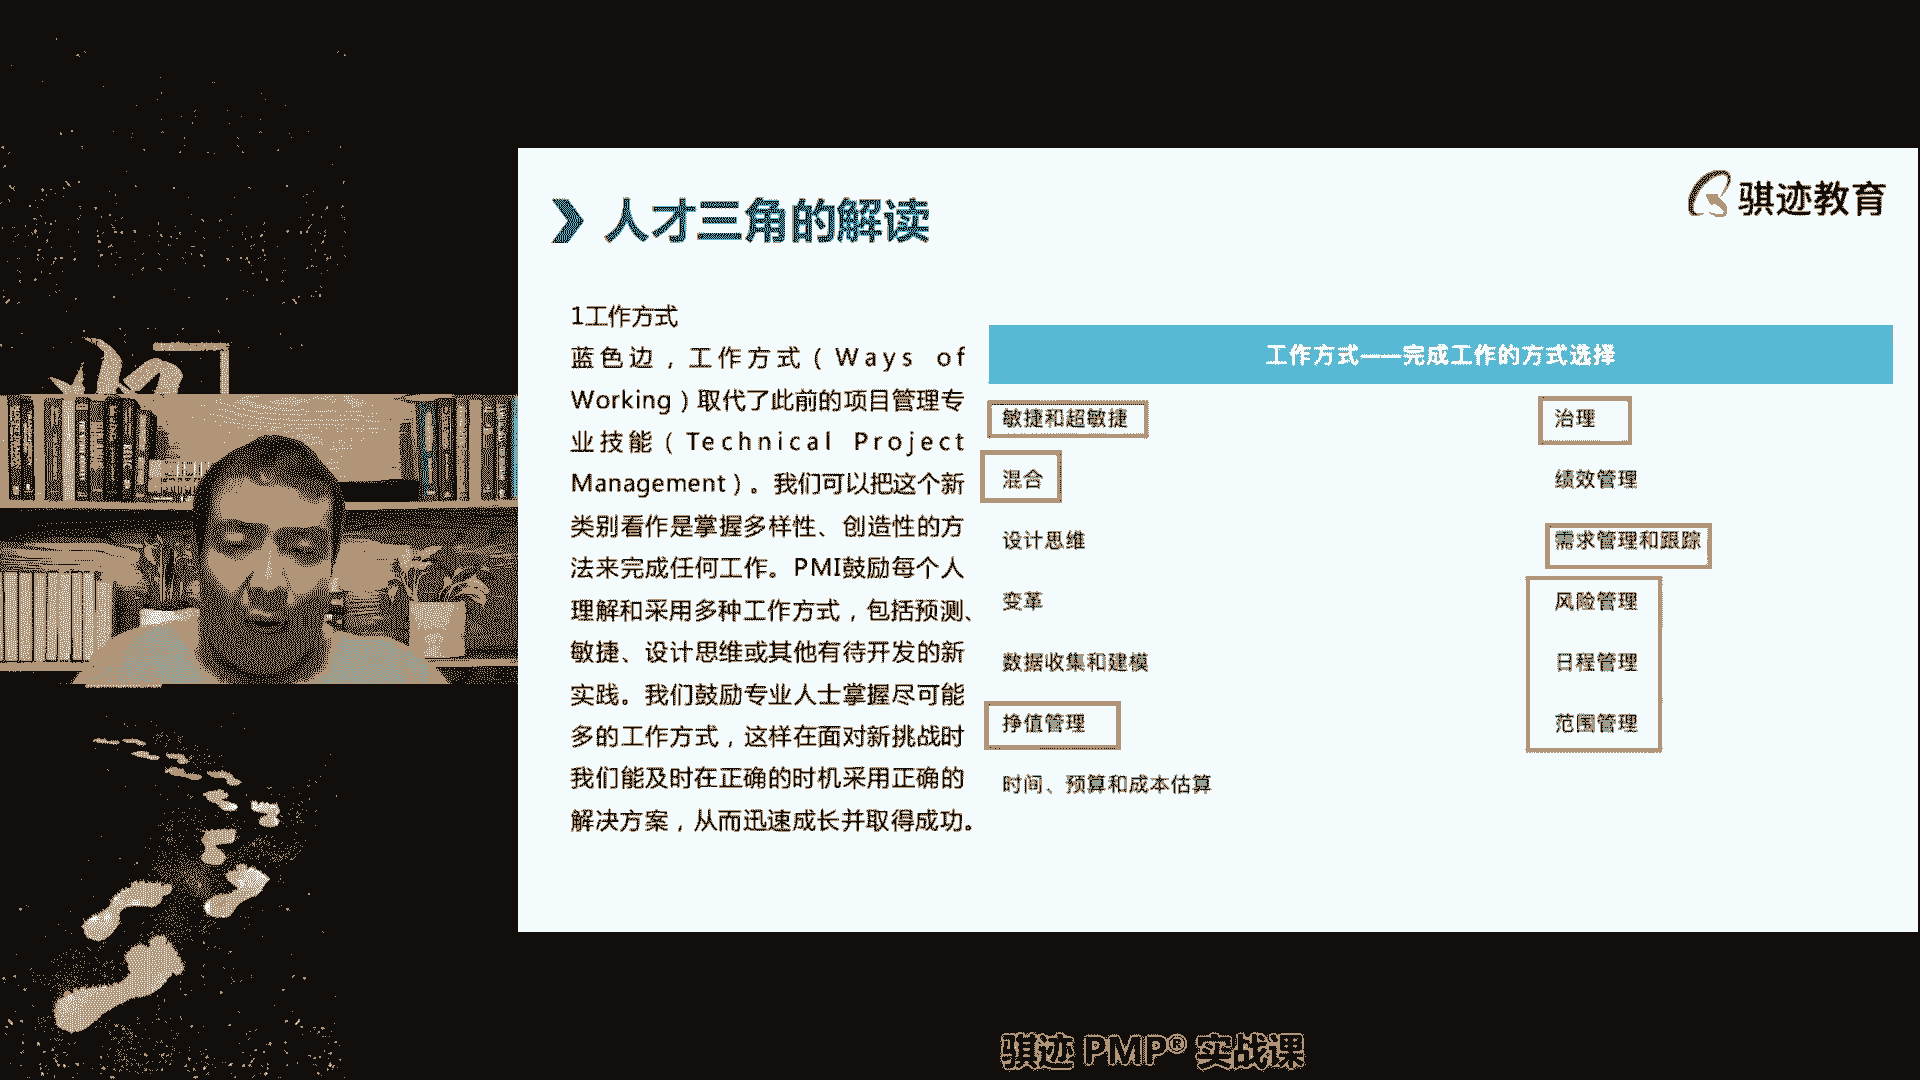 骐迹教育
人才三角的解读
1工作方式
蓝色边，工作方式（Ways of
Working）取代了此前的项目管理专
业技能（Technical Project
Management）。我们可以把这个新
类别看作是掌握多样性、创造性的方
法来完成任何工作。PMI鼓励每个人
理解和采用多种工作方式，包括预测、
敏捷、设计思维或其他有待开发的新
实践。我们鼓励专业人士掌握尽可能
多的工作方式，这样在面对新挑战时
我们能及时在正确的时机采用正确的
解决方案，从而迅速成长并取得成功。
工作方式——完成工作的方式选择
敏捷和超敏捷
治理
混合
绩效管理
设计思维
需求管理和跟踪
变革
风险管理
数据收集和建模
日程管理
挣值管理
范围管理
时间、预算和成本估算
骐迹 PMP® 实战课